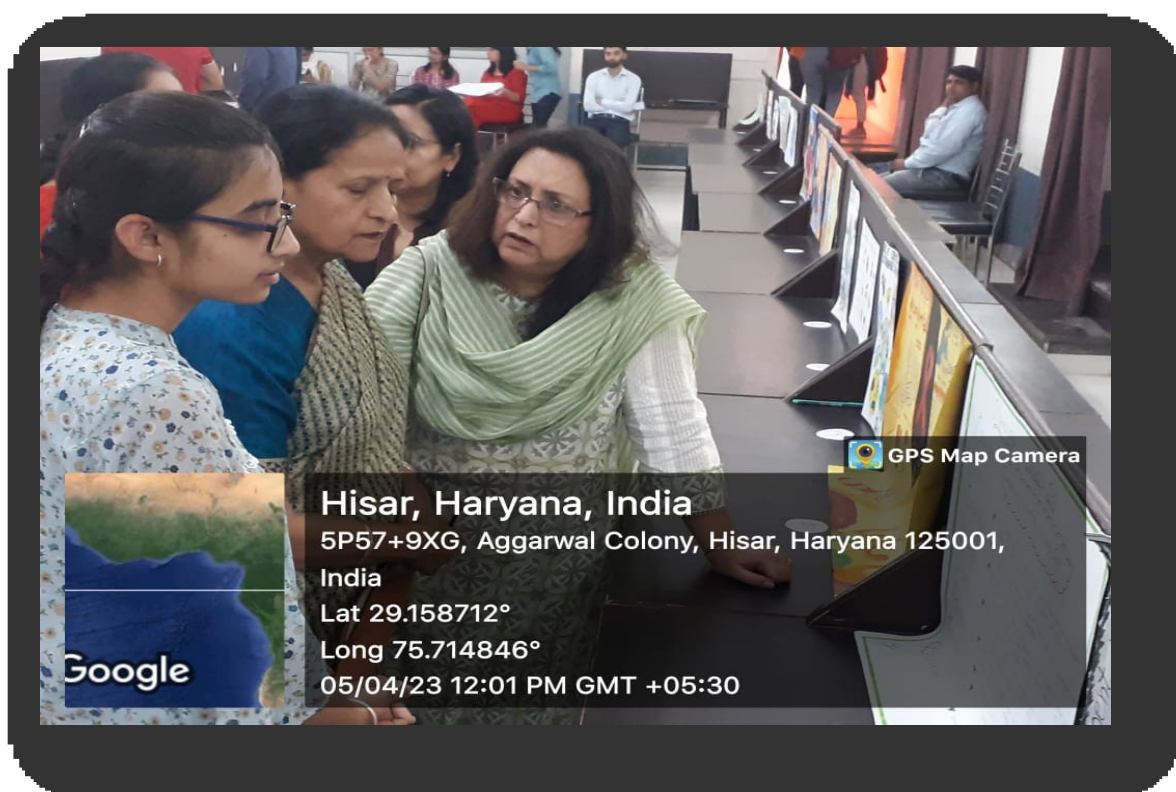 GPS Map Camera
Hisar, Haryana, India
5P57+9XG, Aggarwal Colony, Hisar, Haryana 125001,
India
Lat 29.158712°
Long 75.714846°
05/04/23 12:01 PM GMT +05:30
Google